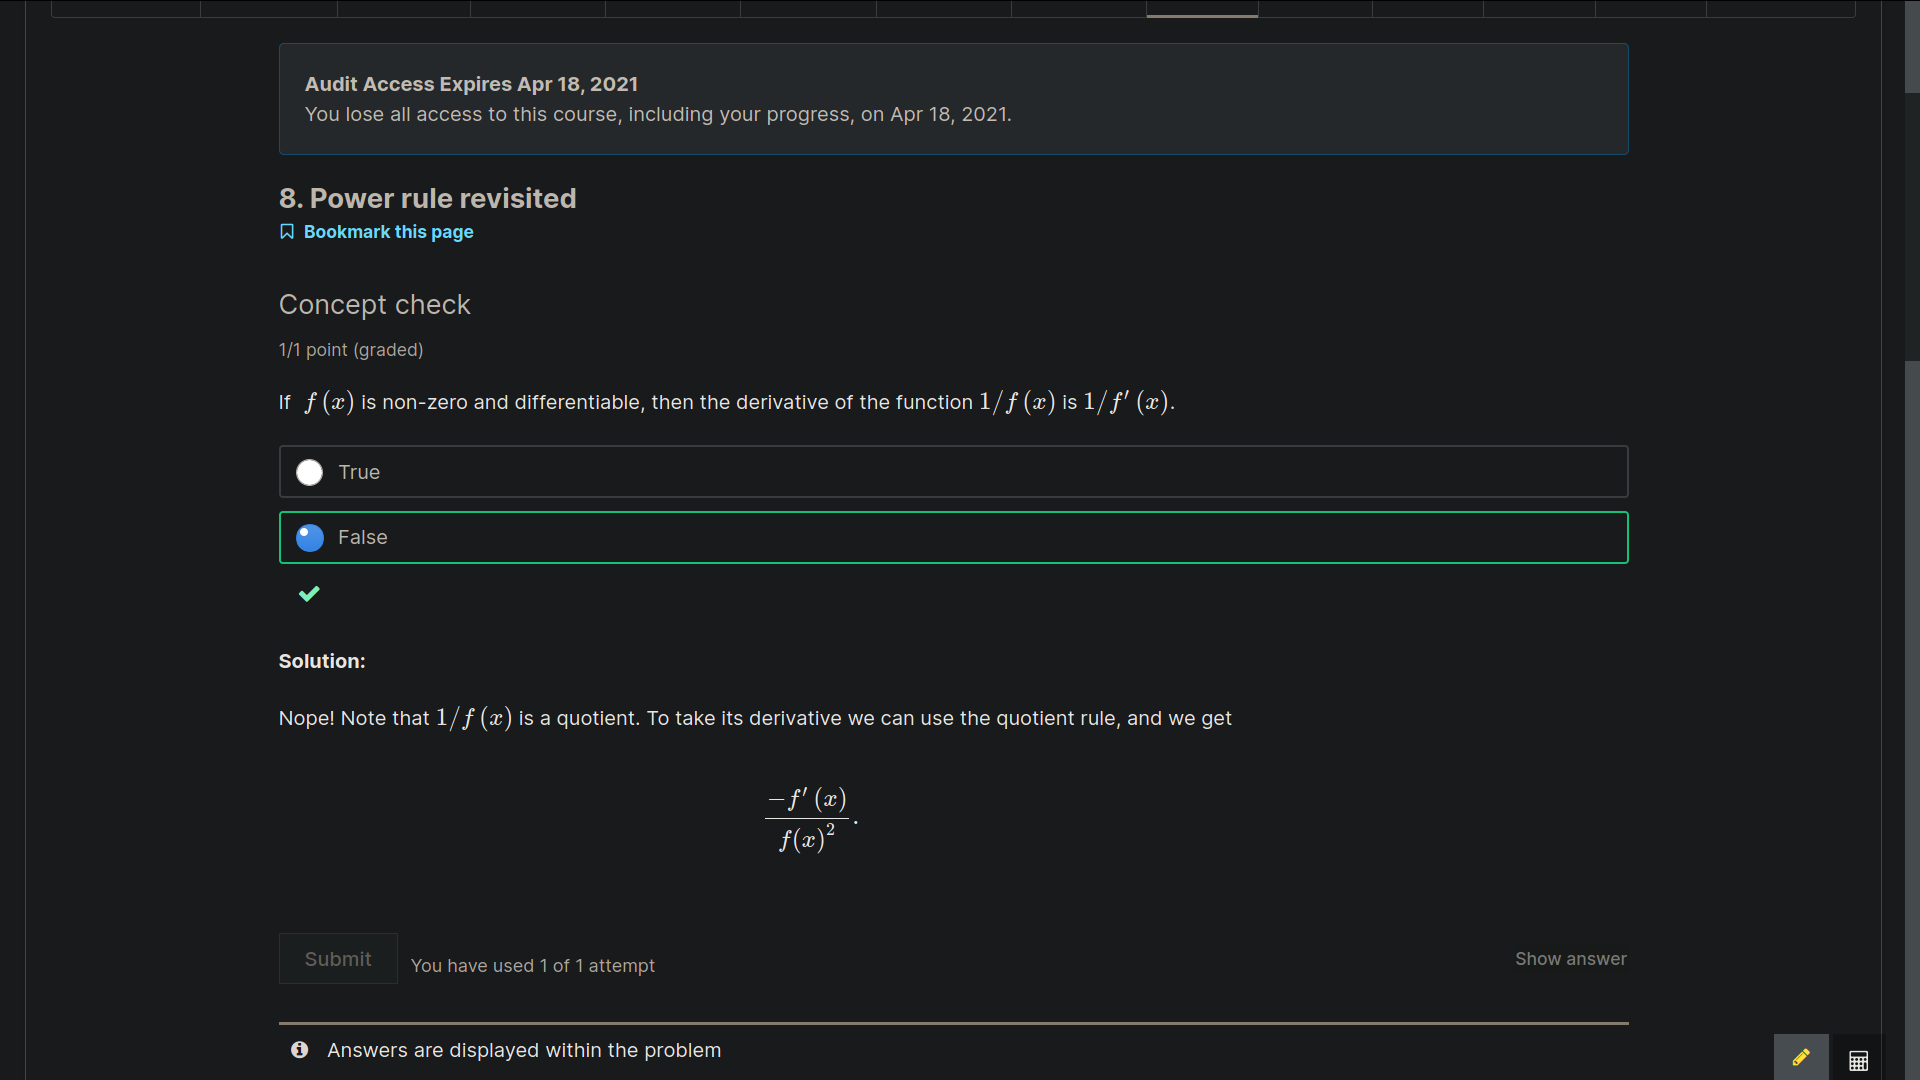 Audit Access Expires Apr 18, 2021
You lose all access to this course, including your progress, on Apr 18, 2021.
8. Power rule revisited
Bookmark this page
Concept check
1/1 point (graded)
If f (x) is non-zero and differentiable, then the derivative of the function 1/f (x) is 1/f′ (x).
True
False
Solution:
Nope! Note that 1/f (x) is a quotient. To take its derivative we can use the quotient rule, and we get
−f′ (x)
f(x)² .
Submit
You have used 1 of 1 attempt
Show answer
Answers are displayed within the problem